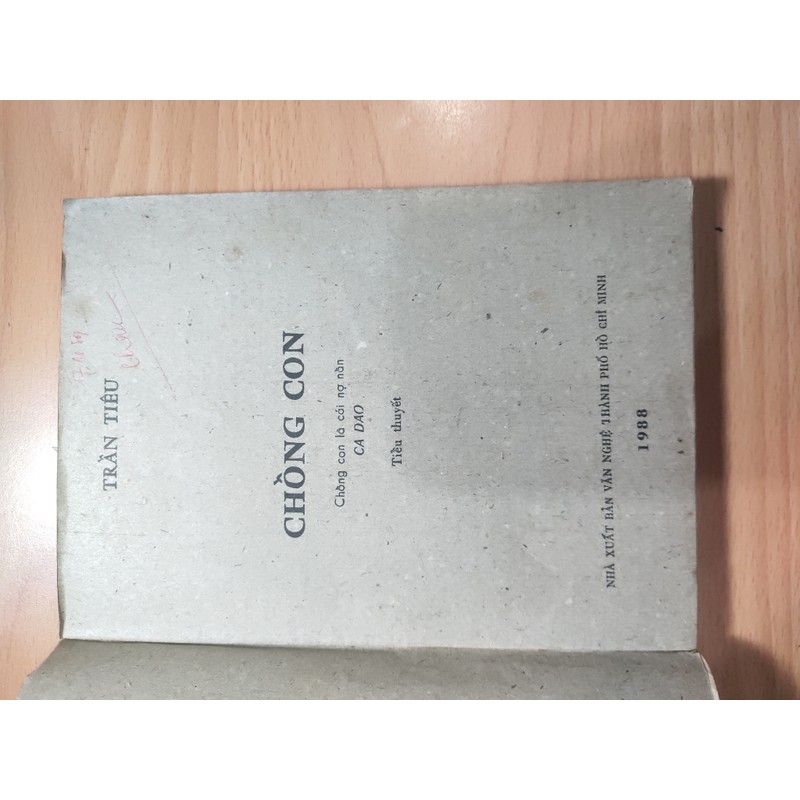 TRẦN TIÊU
CHỒNG CON
Chồng con là cái nợ nần
CA DAO
Tiểu thuyết
NHÀ XUẤT BẢN VĂN NGHỆ THÀNH PHỐ HỒ CHÍ MINH
1988